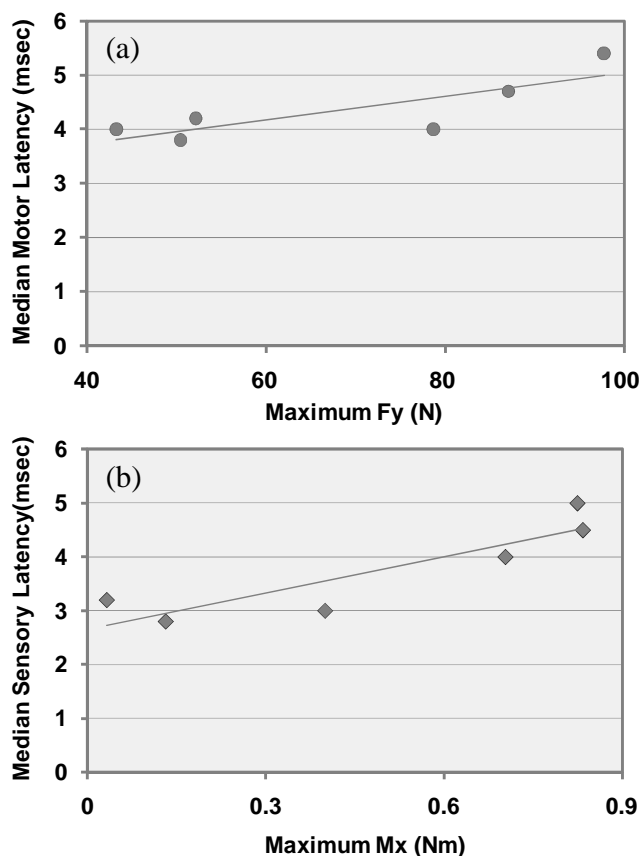 (a)
Median Motor Latency (msec)
6
5
4
3
2
1
0
40 60 80 100
Maximum Fy (N)
(b)
Median Sensory Latency(msec)
6
5
4
3
2
1
0
0 0.3 0.6 0.9
Maximum Mx (Nm)